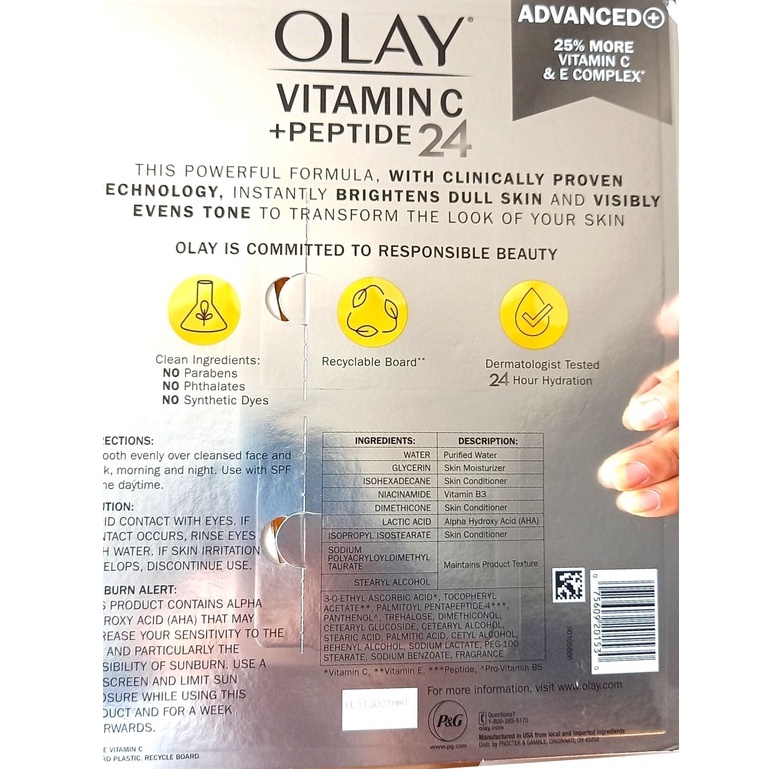 OLAY®
ADVANCED+
25% MORE
VITAMIN C
& E COMPLEX*
VITAMIN C
+PEPTIDE 24
THIS POWERFUL FORMULA, WITH CLINICALLY PROVEN
ECHNOLOGY, INSTANTLY BRIGHTENS DULL SKIN AND VISIBLY
EVENS TONE TO TRANSFORM THE LOOK OF YOUR SKIN
OLAY IS COMMITTED TO RESPONSIBLE BEAUTY
Clean Ingredients:
NO Parabens
NO Phthalates
NO Synthetic Dyes
Recyclable Board**
Dermatologist Tested
24 Hour Hydration
ECTIONS:
ooth evenly over cleansed face and
k, morning and night. Use with SPF
he daytime.
TION:
ID CONTACT WITH EYES. IF
NTACT OCCURS, RINSE EYES
H WATER. IF SKIN IRRITATION
ELOPS, DISCONTINUE USE.
BURN ALERT:
S PRODUCT CONTAINS ALPHA
ROXY ACID (AHA) THAT MAY
REASE YOUR SENSITIVITY TO THE
AND PARTICULARLY THE
SIBILITY OF SUNBURN. USE A
SCREEN AND LIMIT SUN
OSURE WHILE USING THIS
DUCT AND FOR A WEEK
RWARDS.
E VITAMIN C
RD PLASTIC. RECYCLE BOARD.
INGREDIENTS: DESCRIPTION:
WATER Purified Water
GLYCERIN Skin Moisturizer
ISOHEXADECANE Skin Conditioner
NIACINAMIDE Vitamin B3
DIMETHICONE Skin Conditioner
LACTIC ACID Alpha Hydroxy Acid (AHA)
ISOPROPYL ISOSTEARATE Skin Conditioner
SODIUM
POLYACRYLOYLDIMETHYL
TAURATE Maintains Product Texture
STEARYL ALCOHOL
3-O-ETHYL ASCORBIC ACID*, TOCOPHERYL
ACETATE**, PALMITOYL PENTAPEPTIDE-4***,
PANTHENOL^, TREHALOSE, DIMETHICONOL,
CETEARYL GLUCOSIDE, CETEARYL ALCOHOL,
STEARIC ACID, PALMITIC ACID, CETYL ALCOHOL,
BEHENYL ALCOHOL, SODIUM LACTATE, PEG-100
STEARATE, SODIUM BENZOATE, FRAGRANCE.
*Vitamin C, **Vitamin E, ***Peptide, ^Pro-Vitamin B5
For more information, visit www.olay.com
P&G
www.pg.com
Questions?
1-800-285-5170
olay.com
Manufactured in USA from local and imported ingredients
Distr. by PROCTER & GAMBLE, CINCINNATI, OH 45202